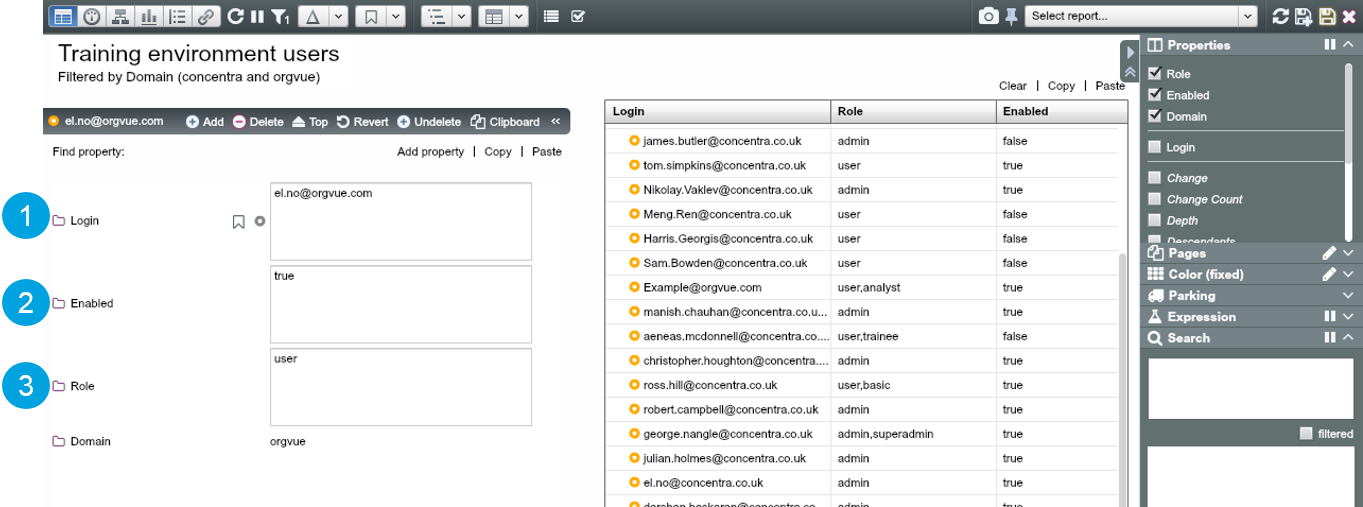 Select report...
Training environment users
Filtered by Domain (concentra and orgvue)
el.no@orgvue.com Add Delete Top Revert Undelete Clipboard «
Find property: Add property | Copy | Paste
1 Login el.no@orgvue.com
2 Enabled true
3 Role user
Domain orgvue
Clear | Copy | Paste
Login Role Enabled
james.butler@concentra.co.uk admin false
tom.simpkins@concentra.co.uk user true
Nikolay.Vaklev@concentra.co.uk admin true
Meng.Ren@concentra.co.uk user false
Harris.Georgis@concentra.co.uk user false
Sam.Bowden@concentra.co.uk user false
Example@orgvue.com user,analyst true
manish.chauhan@concentra.co.u... admin true
aeneas.mcdonnell@concentra.co.... user,trainee false
christopher.houghton@concentra.... admin true
ross.hill@concentra.co.uk user,basic true
robert.campbell@concentra.co.uk admin true
george.nangle@concentra.co.uk admin,superadmin true
julian.holmes@concentra.co.uk admin true
el.no@concentra.co.uk admin true
admin true
Properties
Role
Enabled
Domain
Login
Change
Change Count
Depth
Descendants
Pages
Color (fixed)
Parking
Expression
Search
filtered